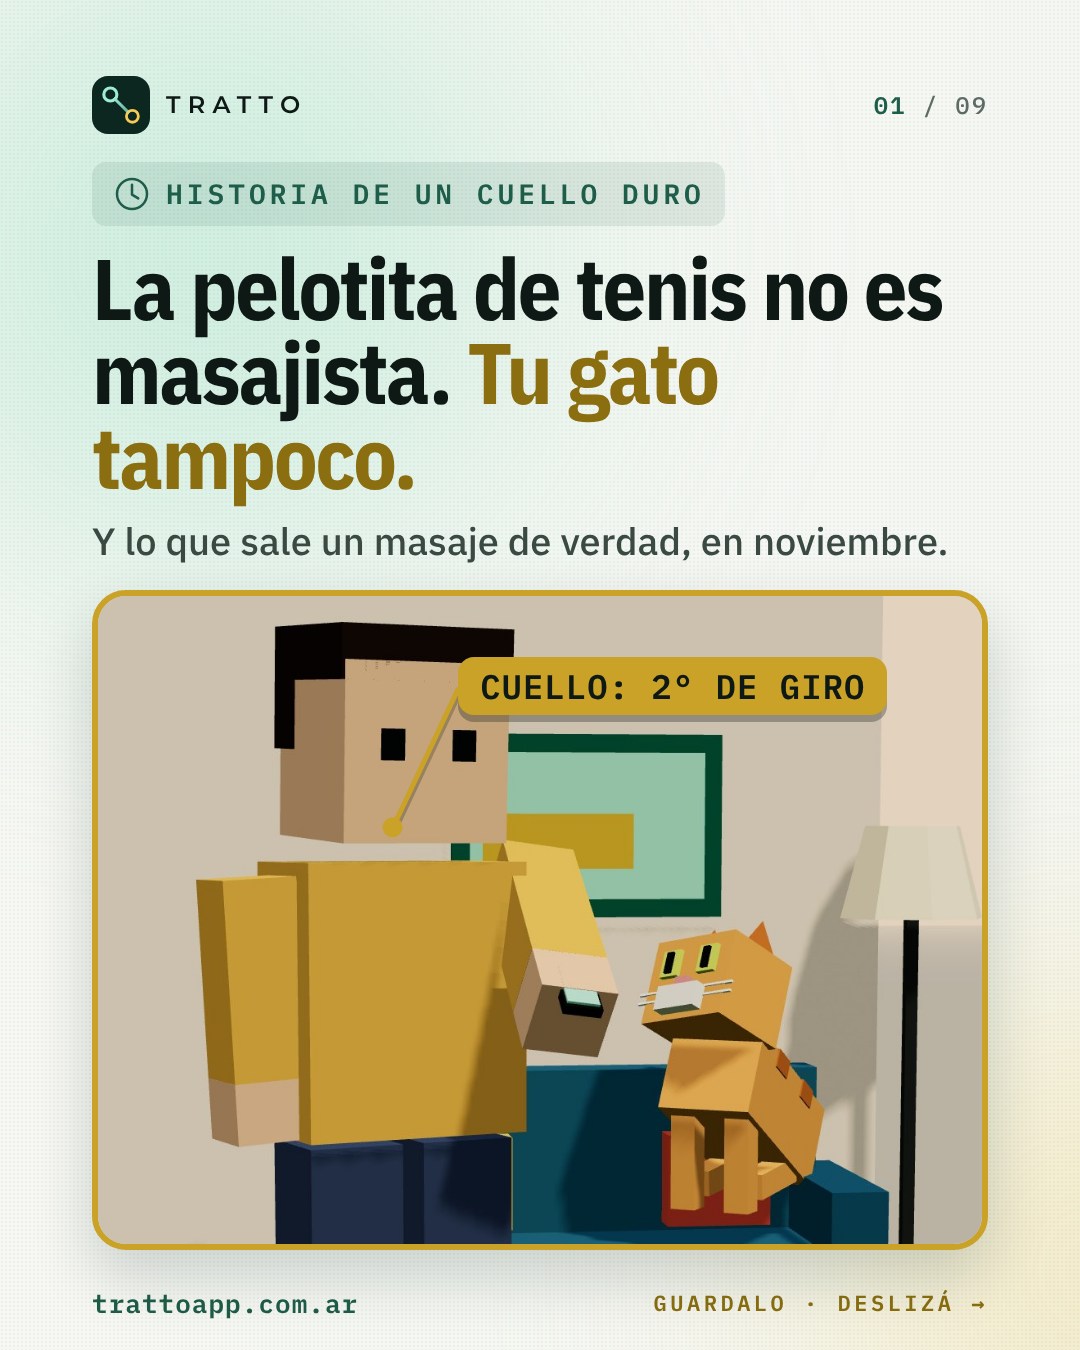 TRATTO
01 / 09
HISTORIA DE UN CUELLO DURO
La pelotita de tenis no es
masajista. Tu gato
tampoco.
Y lo que sale un masaje de verdad, en noviembre.
CUELLO: 2° DE GIRO
trattoapp.com.ar
GUARDALO · DESLIZÁ →